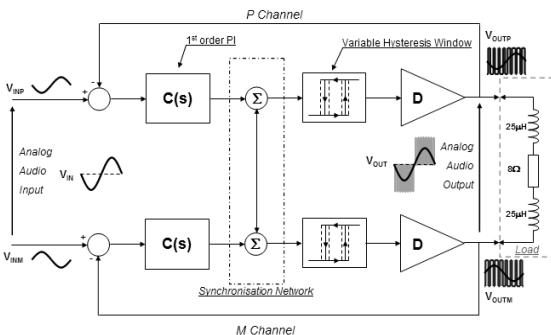 P Channel
1st order PI
Variable Hysteresis Window
VOUTP
VINP
-
+
C(s)
Σ
D
25µH
Analog
Audio
Input
VIN
VOUT
Analog
Audio
Output
8Ω
25µH
VINM
+
-
C(s)
Σ
D
Load
Synchronisation Network
VOUTM
M Channel